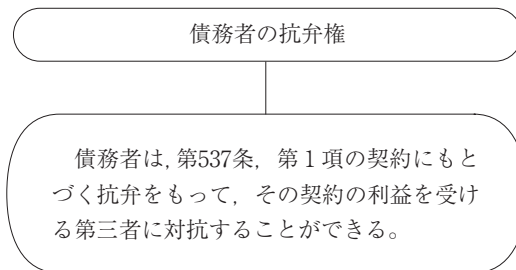 債務者の抗弁権
債務者は，第537条，第１項の契約にもと
づく抗弁をもって，その契約の利益を受け
る第三者に対抗することができる。